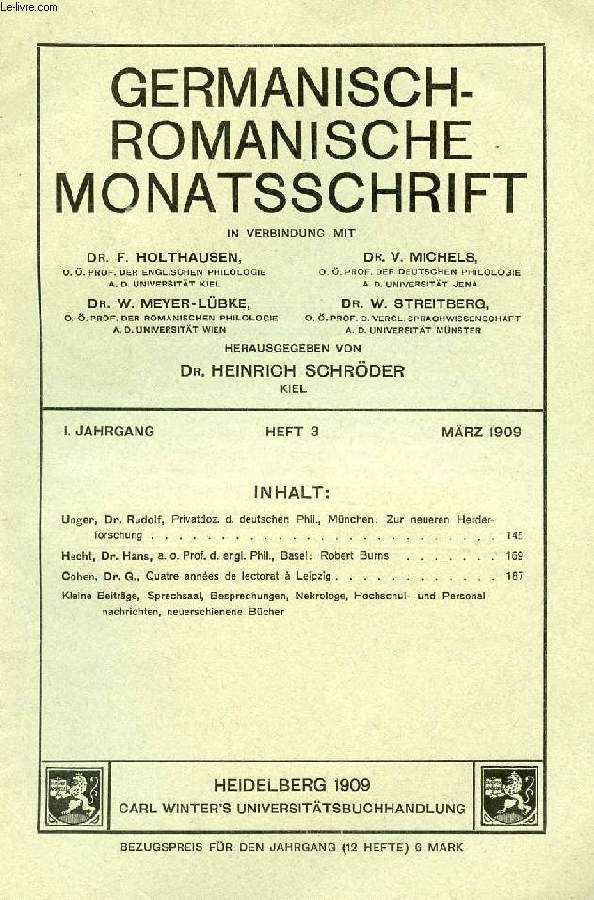 Le-livre.com
GERMANISCH-
ROMANISCHE
MONATSSCHRIFT
IN VERBINDUNG MIT
DR. F. HOLTHAUSEN,
O. Ö. PROF. DER ENGLISCHEN PHILOLOGIE
A. D. UNIVERSITÄT KIEL
DR. V. MICHELS,
O. Ö. PROF. DER DEUTSCHEN PHILOLOGIE
A. D. UNIVERSITÄT JENA
DR. W. MEYER-LÜBKE,
O. Ö. PROF. DER ROMANISCHEN PHILOLOGIE
A. D. UNIVERSITÄT WIEN
DR. W. STREITBERG,
O. Ö. PROF. D. VERGL. SPRACHWISSENSCHAFT
A. D. UNIVERSITÄT MÜNSTER
HERAUSGEGEBEN VON
DR. HEINRICH SCHRÖDER
KIEL
I. JAHRGANG HEFT 3 MÄRZ 1909
INHALT:
Unger, Dr. Rudolf, Privatdoz. d. deutschen Phil., München: Zur neueren Herder-
forschung . . . . . . . . . . . . . . . . . . . . . . . . . 145
Hecht, Dr. Hans, a. o. Prof. d. engl. Phil., Basel: Robert Burns . . . . . . . 169
Cohen, Dr. G., Quatre années de lectorat à Leipzig . . . . . . . . . . . . 187
Kleine Beiträge, Sprechsaal, Besprechungen, Nekrologe, Hochschul- und Personal
nachrichten, neuerschienene Bücher
HEIDELBERG 1909
CARL WINTER'S UNIVERSITÄTSBUCHHANDLUNG
BEZUGSPREIS FÜR DEN JAHRGANG (12 HEFTE) 6 MARK